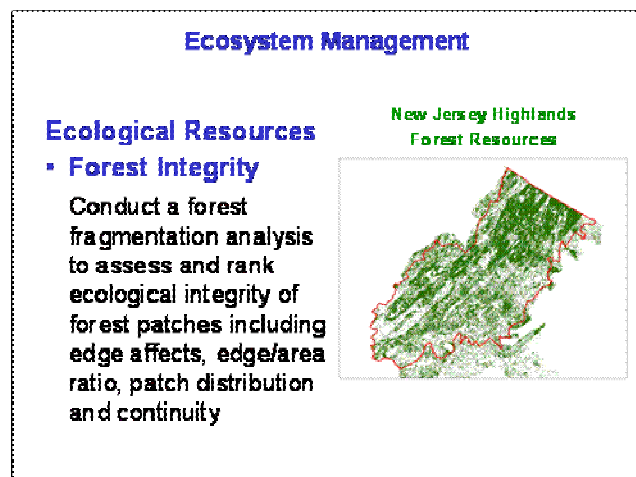 Ecosystem Management
Ecological Resources
▪ Forest Integrity
Conduct a forest
fragmentation analysis
to assess and rank
ecological integrity of
forest patches including
edge affects, edge/area
ratio, patch distribution
and continuity
New Jersey Highlands
Forest Resources